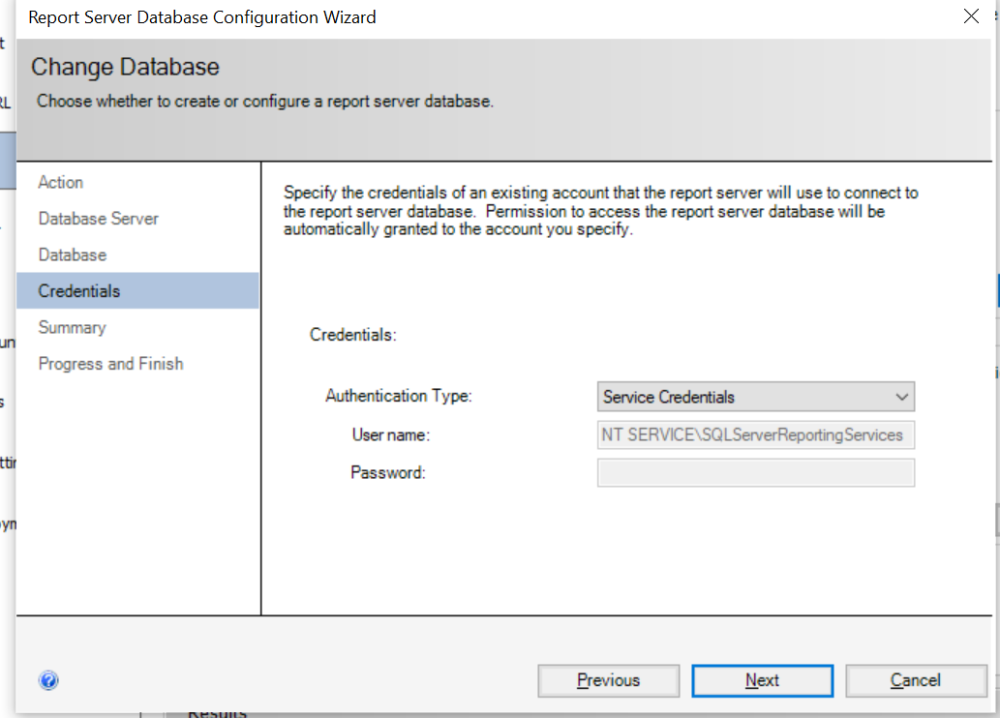 Report Server Database Configuration Wizard
Change Database
Choose whether to create or configure a report server database.
Action
Database Server
Database
Credentials
Summary
Progress and Finish
Specify the credentials of an existing account that the report server will use to connect to
the report server database. Permission to access the report server database will be
automatically granted to the account you specify.
Credentials:
Authentication Type:
Service Credentials
User name:
NT SERVICE\SQLServerReportingServices
Password:
Previous
Next
Cancel
Results